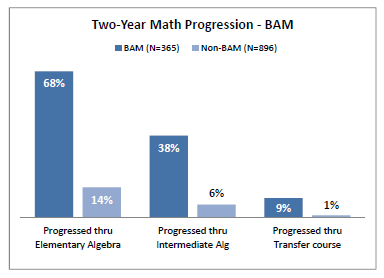 Two-Year Math Progression - BAM
BAM (N=365) Non-BAM (N=896)
68%
14%
38%
6%
9%
1%
Progressed thru
Elementary Algebra
Progressed thru
Intermediate Alg
Progressed thru
Transfer course